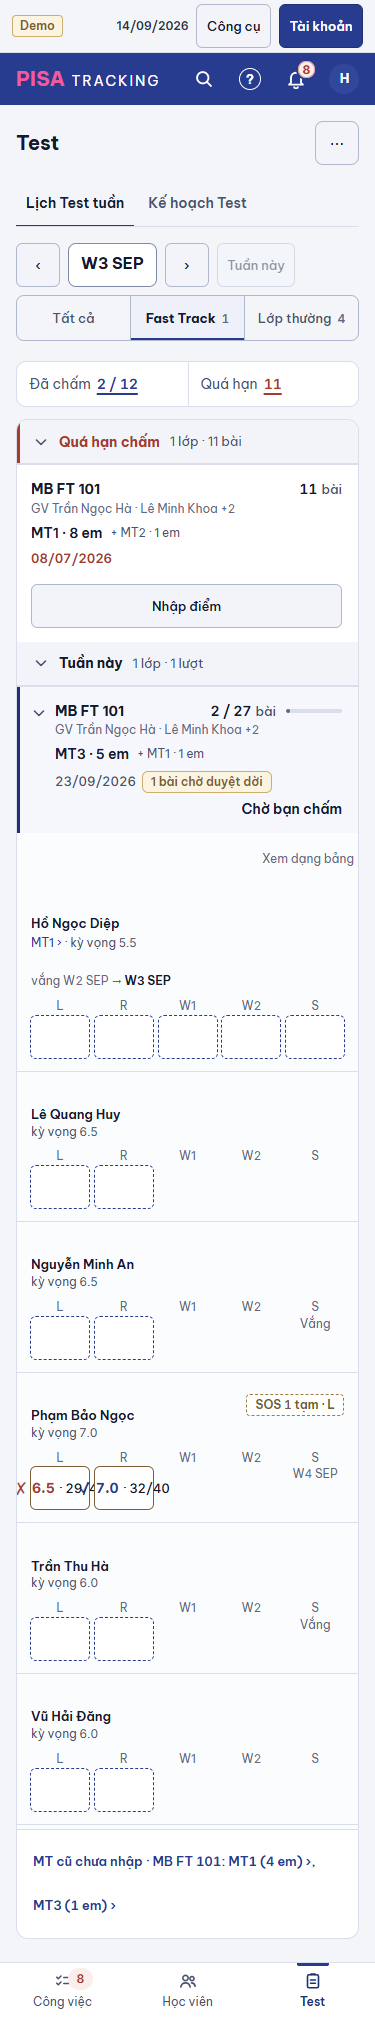 Demo 14/09/2026 Công cụ Tài khoản
PISA TRACKING ? 8 H
Test ...
Lịch Test tuần Kế hoạch Test
‹ W3 SEP › Tuần này
Tất cả Fast Track 1 Lớp thường 4
Đã chấm 2 / 12 Quá hạn 11
Quá hạn chấm 1 lớp · 11 bài
MB FT 101 11 bài
GV Trần Ngọc Hà · Lê Minh Khoa +2
MT1 · 8 em + MT2 · 1 em
08/07/2026
Nhập điểm
Tuần này 1 lớp · 1 lượt
MB FT 101 2 / 27 bài
GV Trần Ngọc Hà · Lê Minh Khoa +2
MT3 · 5 em + MT1 · 1 em
23/09/2026 1 bài chờ duyệt dời
Chờ bạn chấm
Xem dạng bảng
Hồ Ngọc Diệp
MT1 › · kỳ vọng 5.5
vắng W2 SEP → W3 SEP
L R W1 W2 S
Lê Quang Huy
kỳ vọng 6.5
L R W1 W2 S
Nguyễn Minh An
kỳ vọng 6.5
L R W1 W2 S
Vắng
SOS 1 tạm · L
Phạm Bảo Ngọc
kỳ vọng 7.0
L R W1 W2 S
W4 SEP
✗ 6.5 · 29/4 ✓ 7.0 · 32/40
Trần Thu Hà
kỳ vọng 6.0
L R W1 W2 S
Vắng
Vũ Hải Đăng
kỳ vọng 6.0
L R W1 W2 S
MT cũ chưa nhập · MB FT 101: MT1 (4 em) ›,
MT3 (1 em) ›
8
Công việc Học viên Test